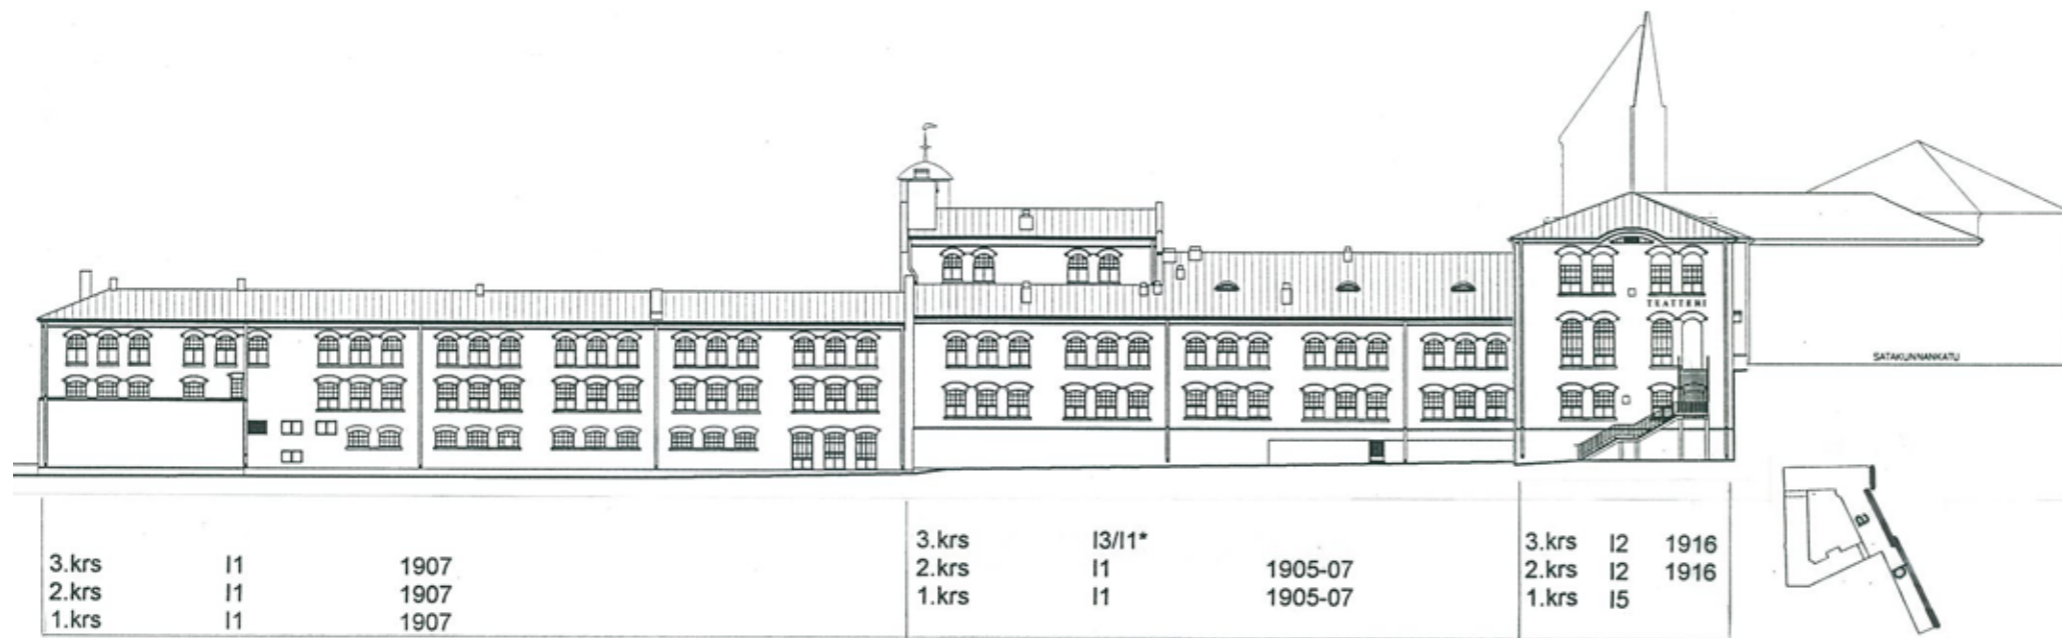 TEATTERI
SATAKUNNANKATU
3.krs I1 1907
2.krs I1 1907
1.krs I1 1907
3.krs I3/I1*
2.krs I1 1905-07
1.krs I1 1905-07
3.krs I2 1916
2.krs I2 1916
1.krs I5
a
b